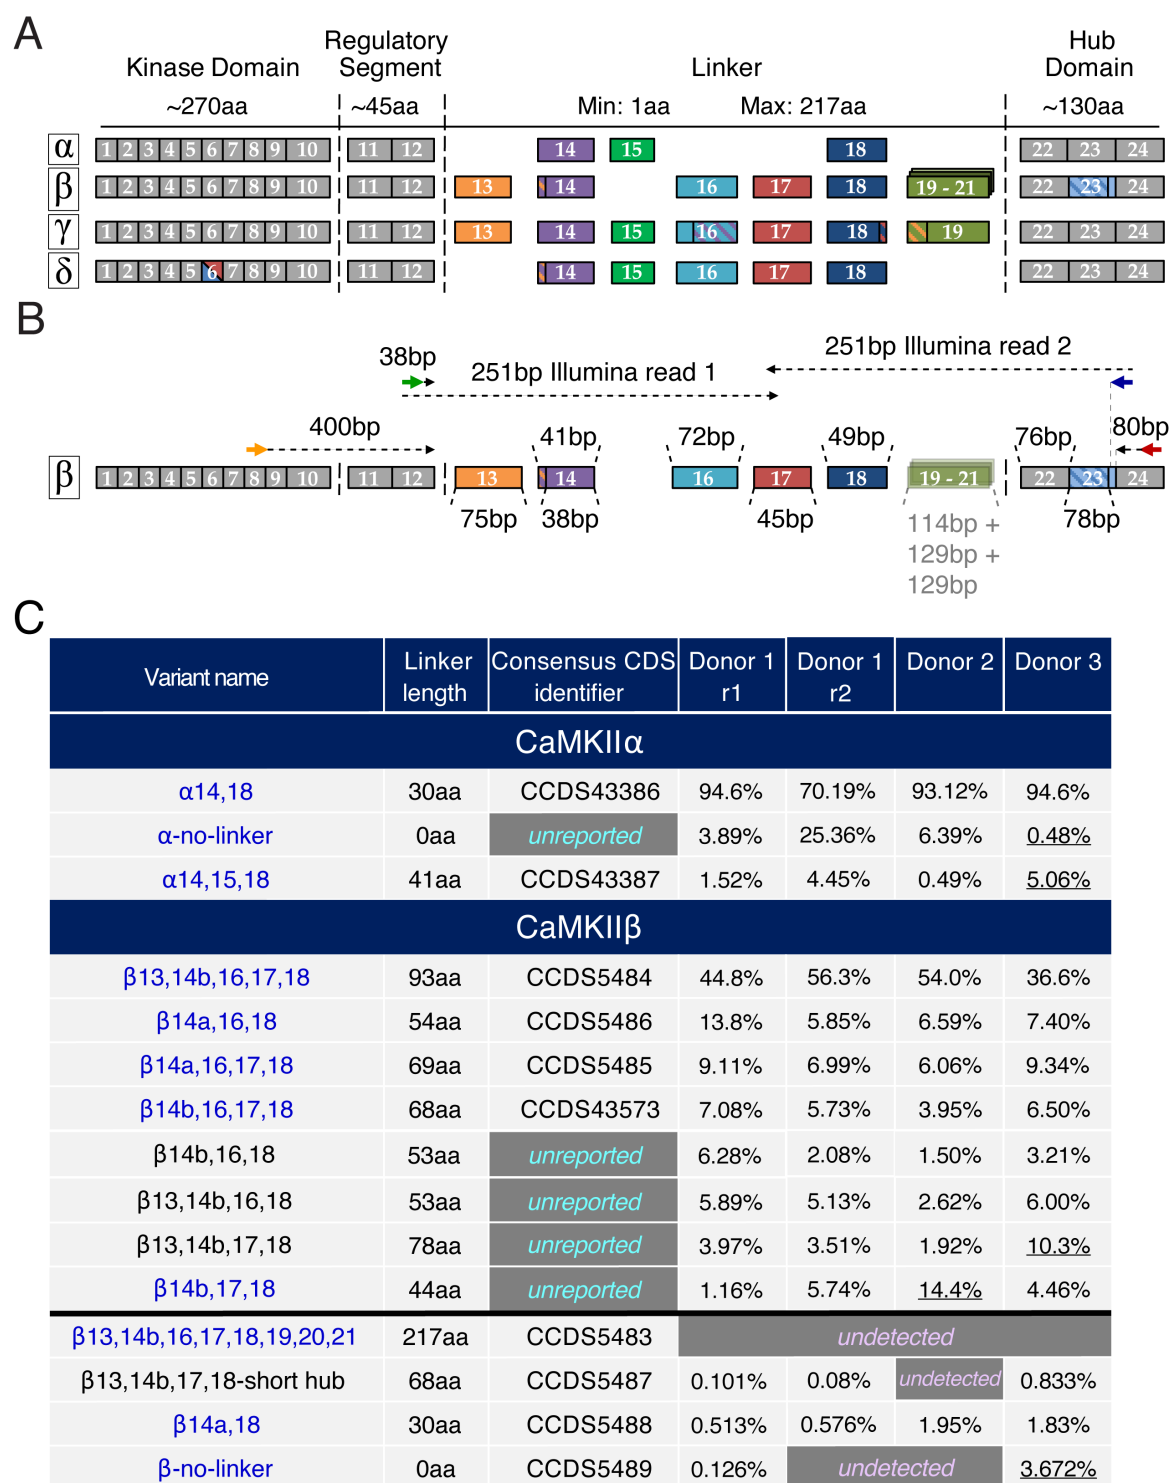 A
Kinase Domain
Regulatory
Segment
Linker
Hub
Domain
~270aa ~45aa Min: 1aa Max: 217aa ~130aa
α 1 2 3 4 5 6 7 8 9 10 11 12 14 15 18 22 23 24
β 1 2 3 4 5 6 7 8 9 10 11 12 13 14 16 17 18 19 - 21 22 23 24
γ 1 2 3 4 5 6 7 8 9 10 11 12 13 14 15 16 17 18 19 22 23 24
δ 1 2 3 4 5 6 7 8 9 10 11 12 14 15 16 17 18 22 23 24
B
38bp 251bp Illumina read 1 251bp Illumina read 2
400bp 41bp 72bp 49bp 76bp 80bp
β 1 2 3 4 5 6 7 8 9 10 11 12 13 14 16 17 18 19 - 21 22 23 24
75bp 38bp 45bp 114bp + 78bp
129bp +
129bp
C
Variant name Linker length Consensus CDS identifier Donor 1 r1 Donor 1 r2 Donor 2 Donor 3
CaMKIIα
α14,18 30aa CCDS43386 94.6% 70.19% 93.12% 94.6%
α-no-linker 0aa unreported 3.89% 25.36% 6.39% 0.48%
α14,15,18 41aa CCDS43387 1.52% 4.45% 0.49% 5.06%
CaMKIIβ
β13,14b,16,17,18 93aa CCDS5484 44.8% 56.3% 54.0% 36.6%
β14a,16,18 54aa CCDS5486 13.8% 5.85% 6.59% 7.40%
β14a,16,17,18 69aa CCDS5485 9.11% 6.99% 6.06% 9.34%
β14b,16,17,18 68aa CCDS43573 7.08% 5.73% 3.95% 6.50%
β14b,16,18 53aa unreported 6.28% 2.08% 1.50% 3.21%
β13,14b,16,18 53aa unreported 5.89% 5.13% 2.62% 6.00%
β13,14b,17,18 78aa unreported 3.97% 3.51% 1.92% 10.3%
β14b,17,18 44aa unreported 1.16% 5.74% 14.4% 4.46%
β13,14b,16,17,18,19,20,21 217aa CCDS5483 undetected
β13,14b,17,18-short hub 68aa CCDS5487 0.101% 0.08% undetected 0.833%
β14a,18 30aa CCDS5488 0.513% 0.576% 1.95% 1.83%
β-no-linker 0aa CCDS5489 0.126% undetected 3.672%